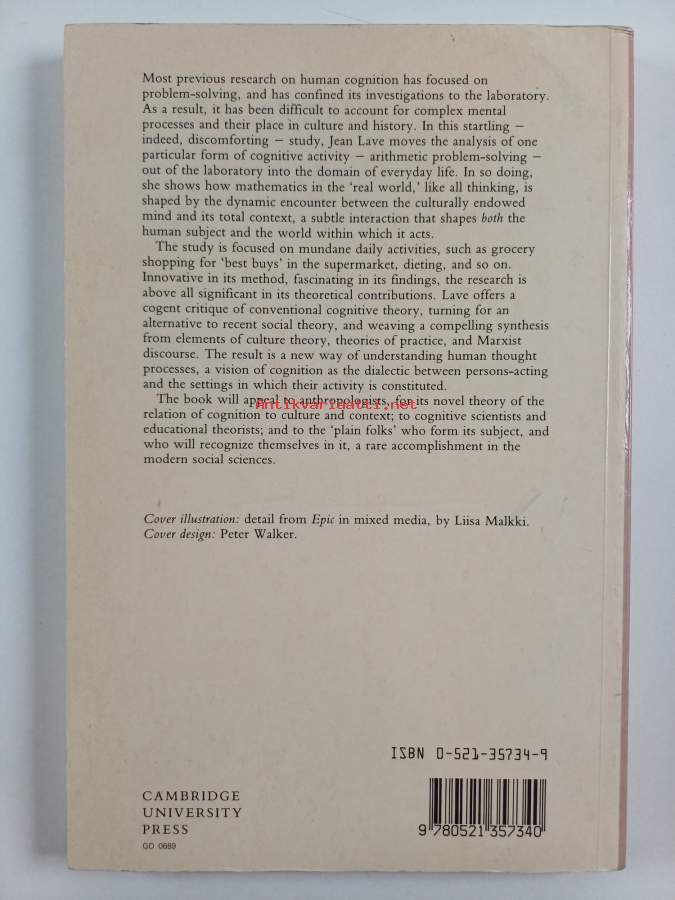 Most previous research on human cognition has focused on
problem-solving, and has confined its investigations to the laboratory.
As a result, it has been difficult to account for complex mental
processes and their place in culture and history. In this startling –
indeed, discomforting – study, Jean Lave moves the analysis of one
particular form of cognitive activity – arithmetic problem-solving –
out of the laboratory into the domain of everyday life. In so doing,
she shows how mathematics in the ‘real world,’ like all thinking, is
shaped by the dynamic encounter between the culturally endowed
mind and its total context, a subtle interaction that shapes both the
human subject and the world within which it acts.
The study is focused on mundane daily activities, such as grocery
shopping for ‘best buys’ in the supermarket, dieting, and so on.
Innovative in its method, fascinating in its findings, the research is
above all significant in its theoretical contributions. Lave offers a
cogent critique of conventional cognitive theory, turning for an
alternative to recent social theory, and weaving a compelling synthesis
from elements of culture theory, theories of practice, and Marxist
discourse. The result is a new way of understanding human thought
processes, a vision of cognition as the dialectic between persons-acting
and the settings in which their activity is constituted.
The book will appeal to anthropologists, for its novel theory of the
Antikvariaatti.net
relation of cognition to culture and context; to cognitive scientists and
educational theorists; and to the ‘plain folks’ who form its subject, and
who will recognize themselves in it, a rare accomplishment in the
modern social sciences.
Cover illustration: detail from Epic in mixed media, by Liisa Malkki.
Cover design: Peter Walker.
ISBN 0-521-35734-9
CAMBRIDGE
UNIVERSITY
PRESS
GD 0689
9 780521 357340